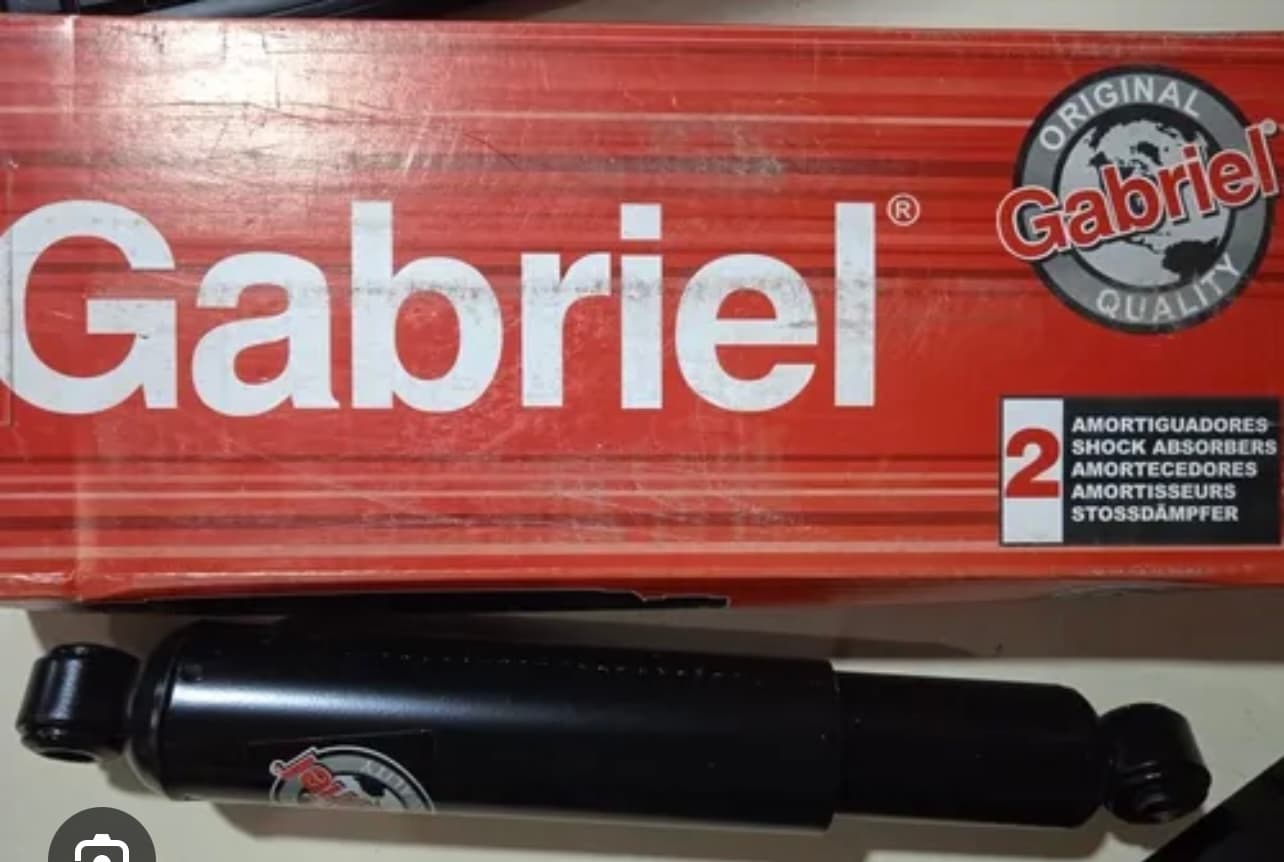 Gabriel®
ORIGINAL
Gabriel®
QUALITY
2
AMORTIGUADORES
SHOCK ABSORBERS
AMORTECEDORES
AMORTISSEURS
STOSSDÄMPFER